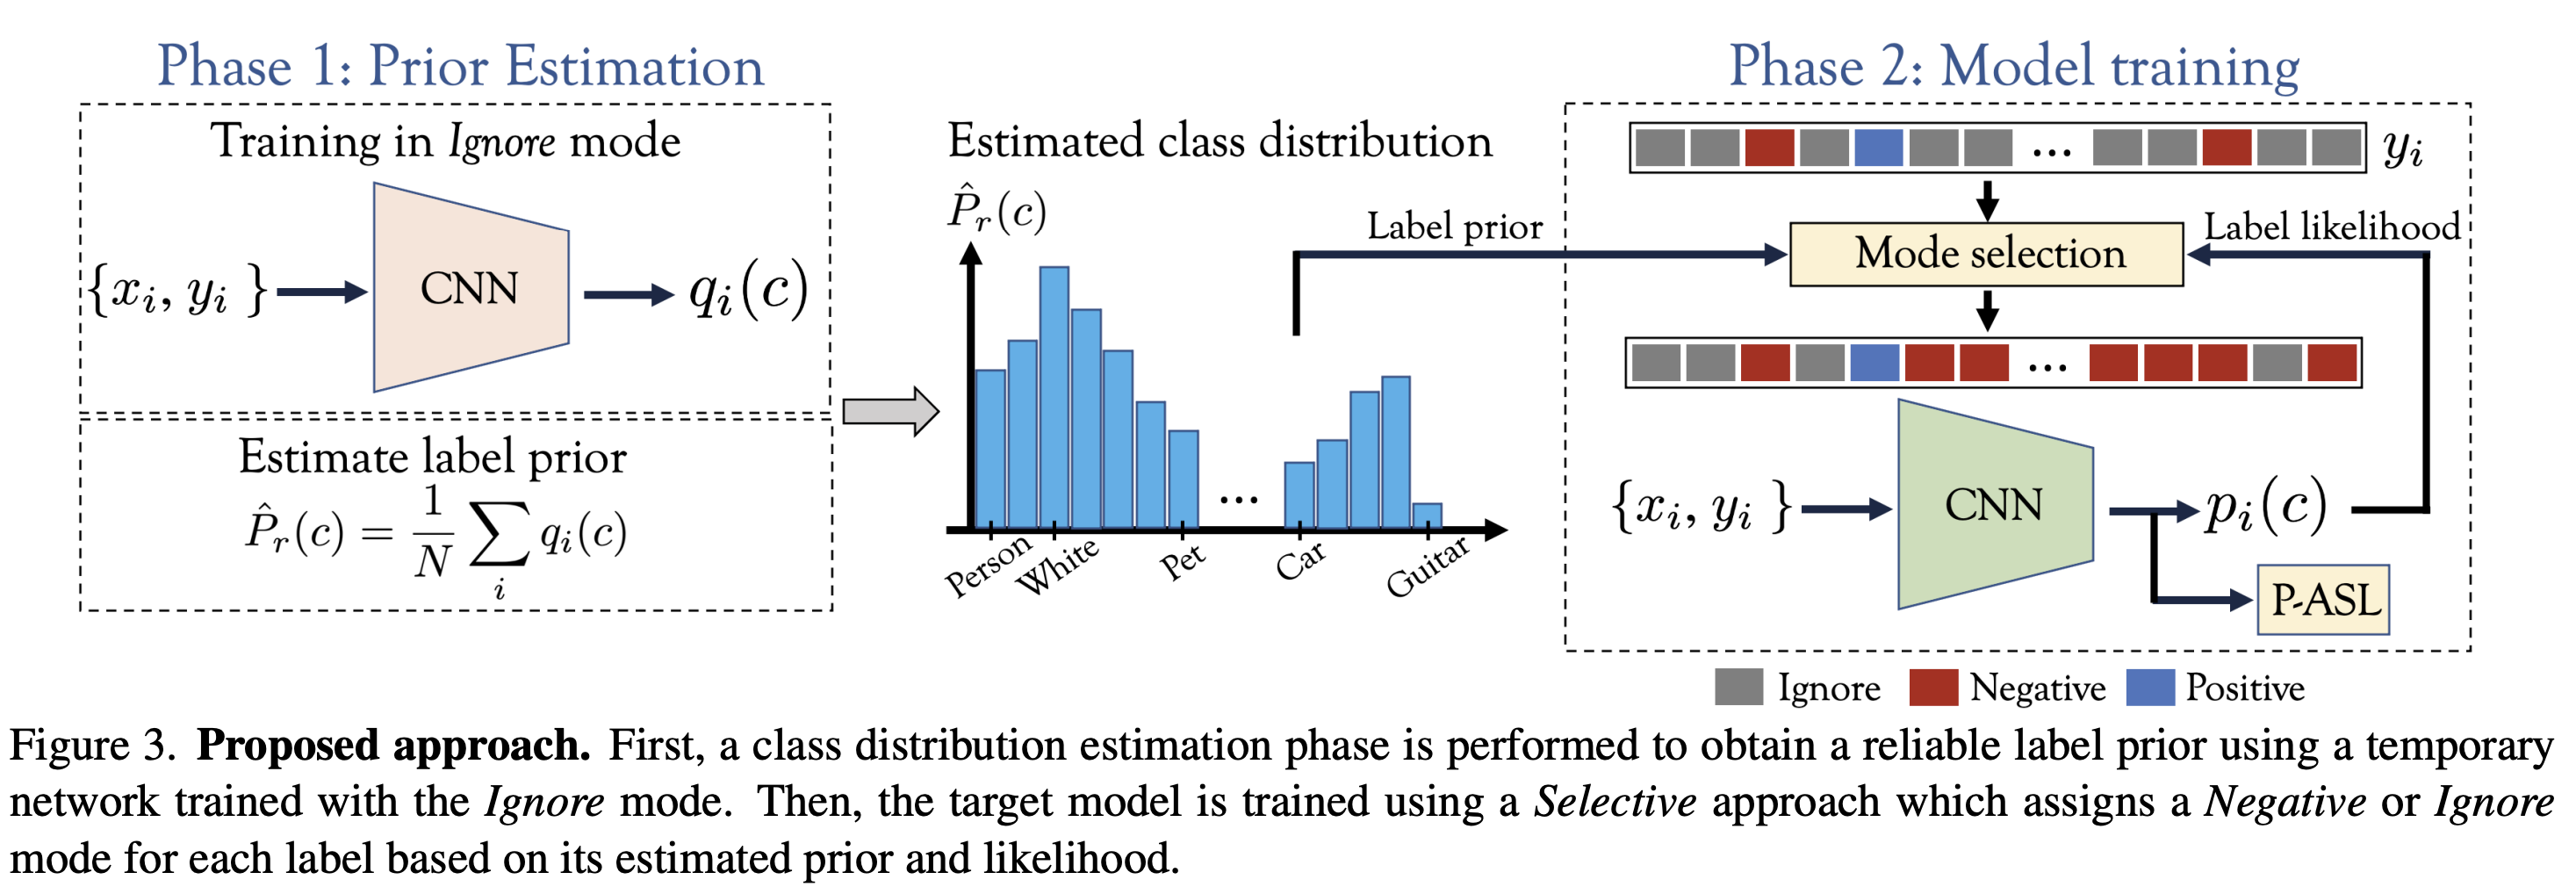 Phase 1: Prior Estimation
Training in Ignore mode
{x_i, y_i }
CNN
q_i(c)
Estimate label prior
P̂_r(c) = 1/N ∑_i q_i(c)
Estimated class distribution
P̂_r(c)
...
Person
White
Pet
Car
Guitar
Label prior
Phase 2: Model training
... y_i
Mode selection
Label likelihood
...
{x_i, y_i }
CNN
p_i(c)
P-ASL
Ignore Negative Positive
Figure 3. Proposed approach. First, a class distribution estimation phase is performed to obtain a reliable label prior using a temporary
network trained with the Ignore mode. Then, the target model is trained using a Selective approach which assigns a Negative or Ignore
mode for each label based on its estimated prior and likelihood.